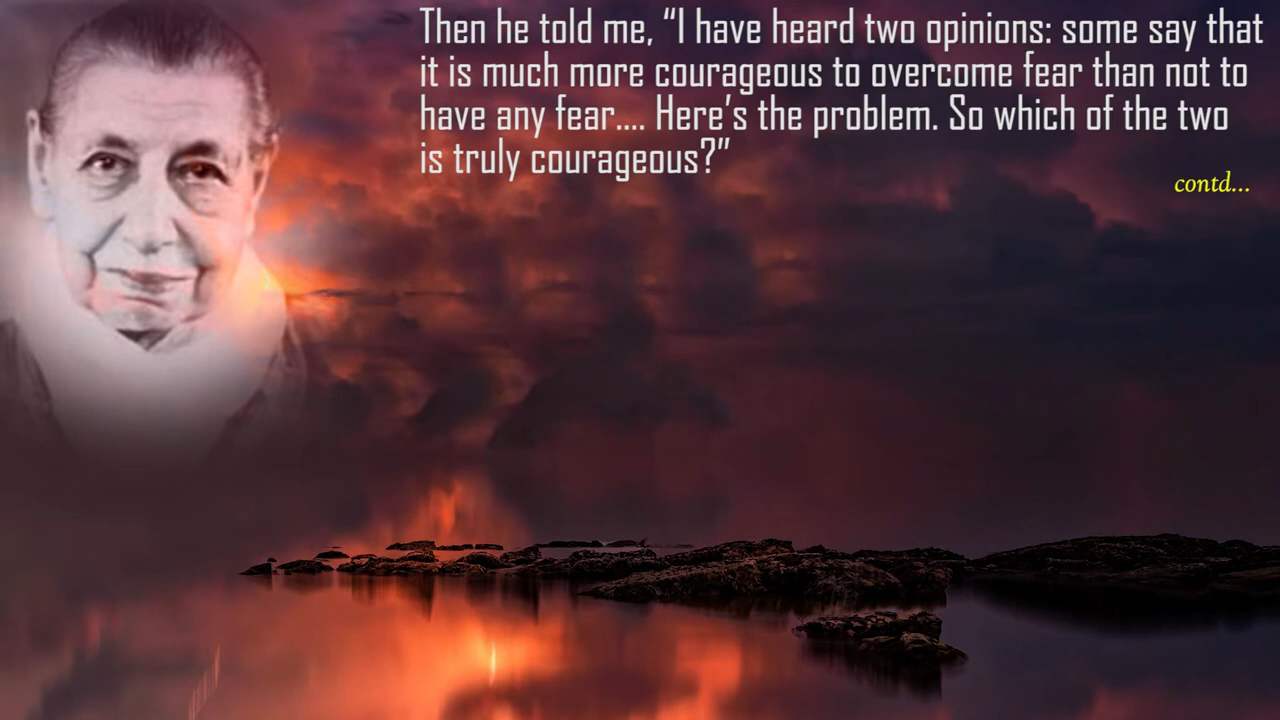 Then he told me, “I have heard two opinions: some say that
it is much more courageous to overcome fear than not to
have any fear.... Here’s the problem. So which of the two
is truly courageous?”
contd...